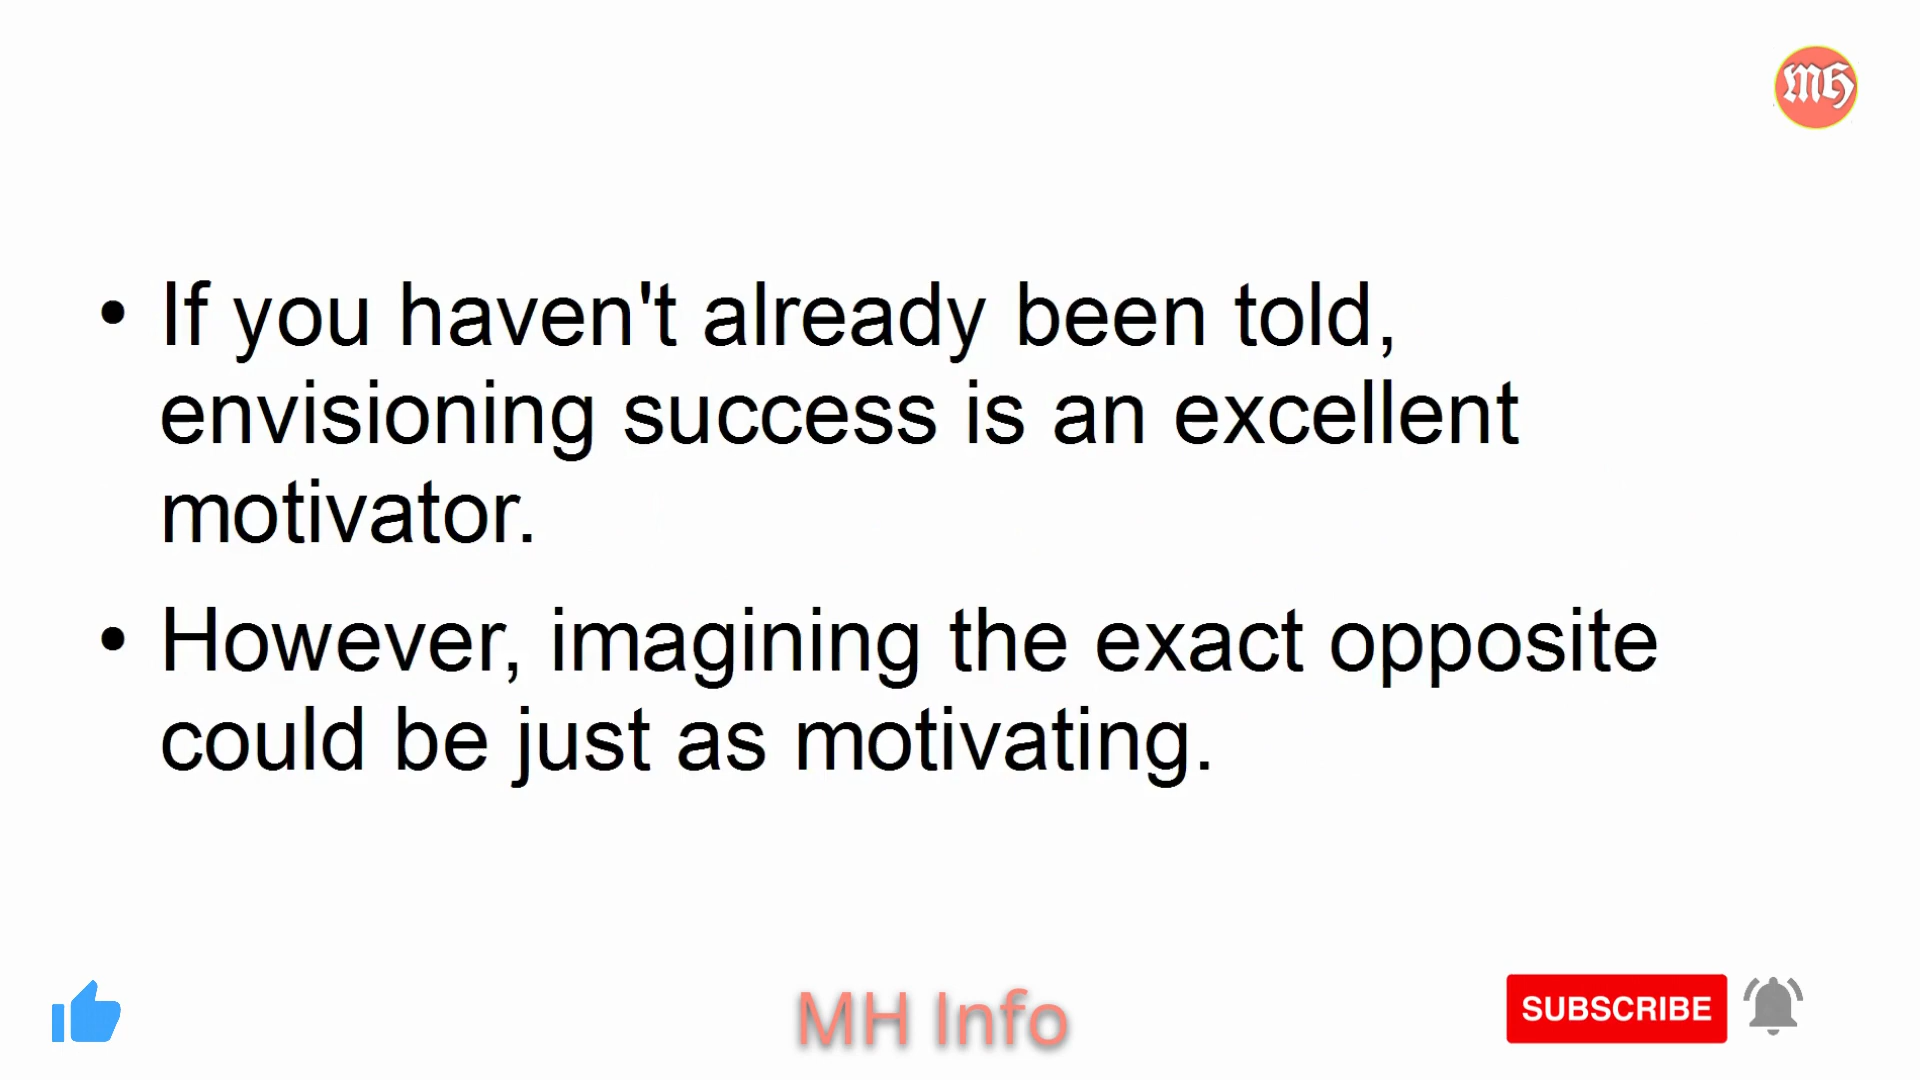 MH
• If you haven't already been told,
envisioning success is an excellent
motivator.
• However, imagining the exact opposite
could be just as motivating.
MH Info
SUBSCRIBE